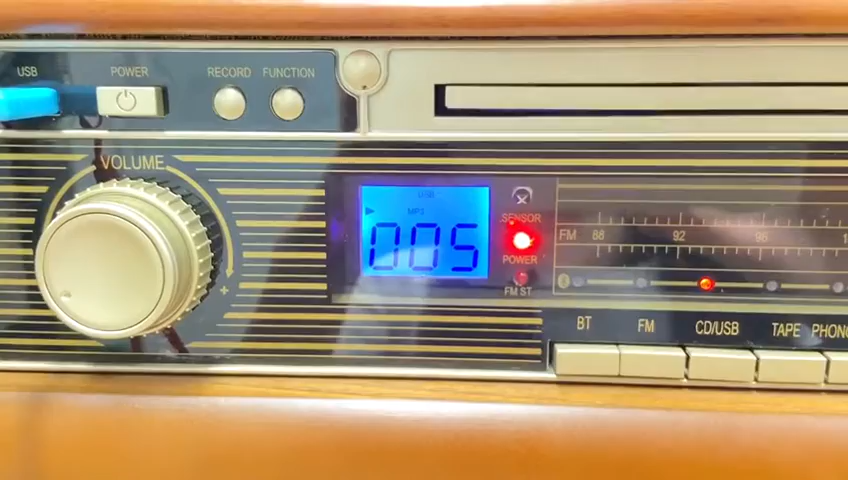 USB
POWER
RECORD
FUNCTION
VOLUME
+
USB
MP3
005
SENSOR
POWER
FM ST
FM 88 92 96
BT
FM
CD/USB
TAPE